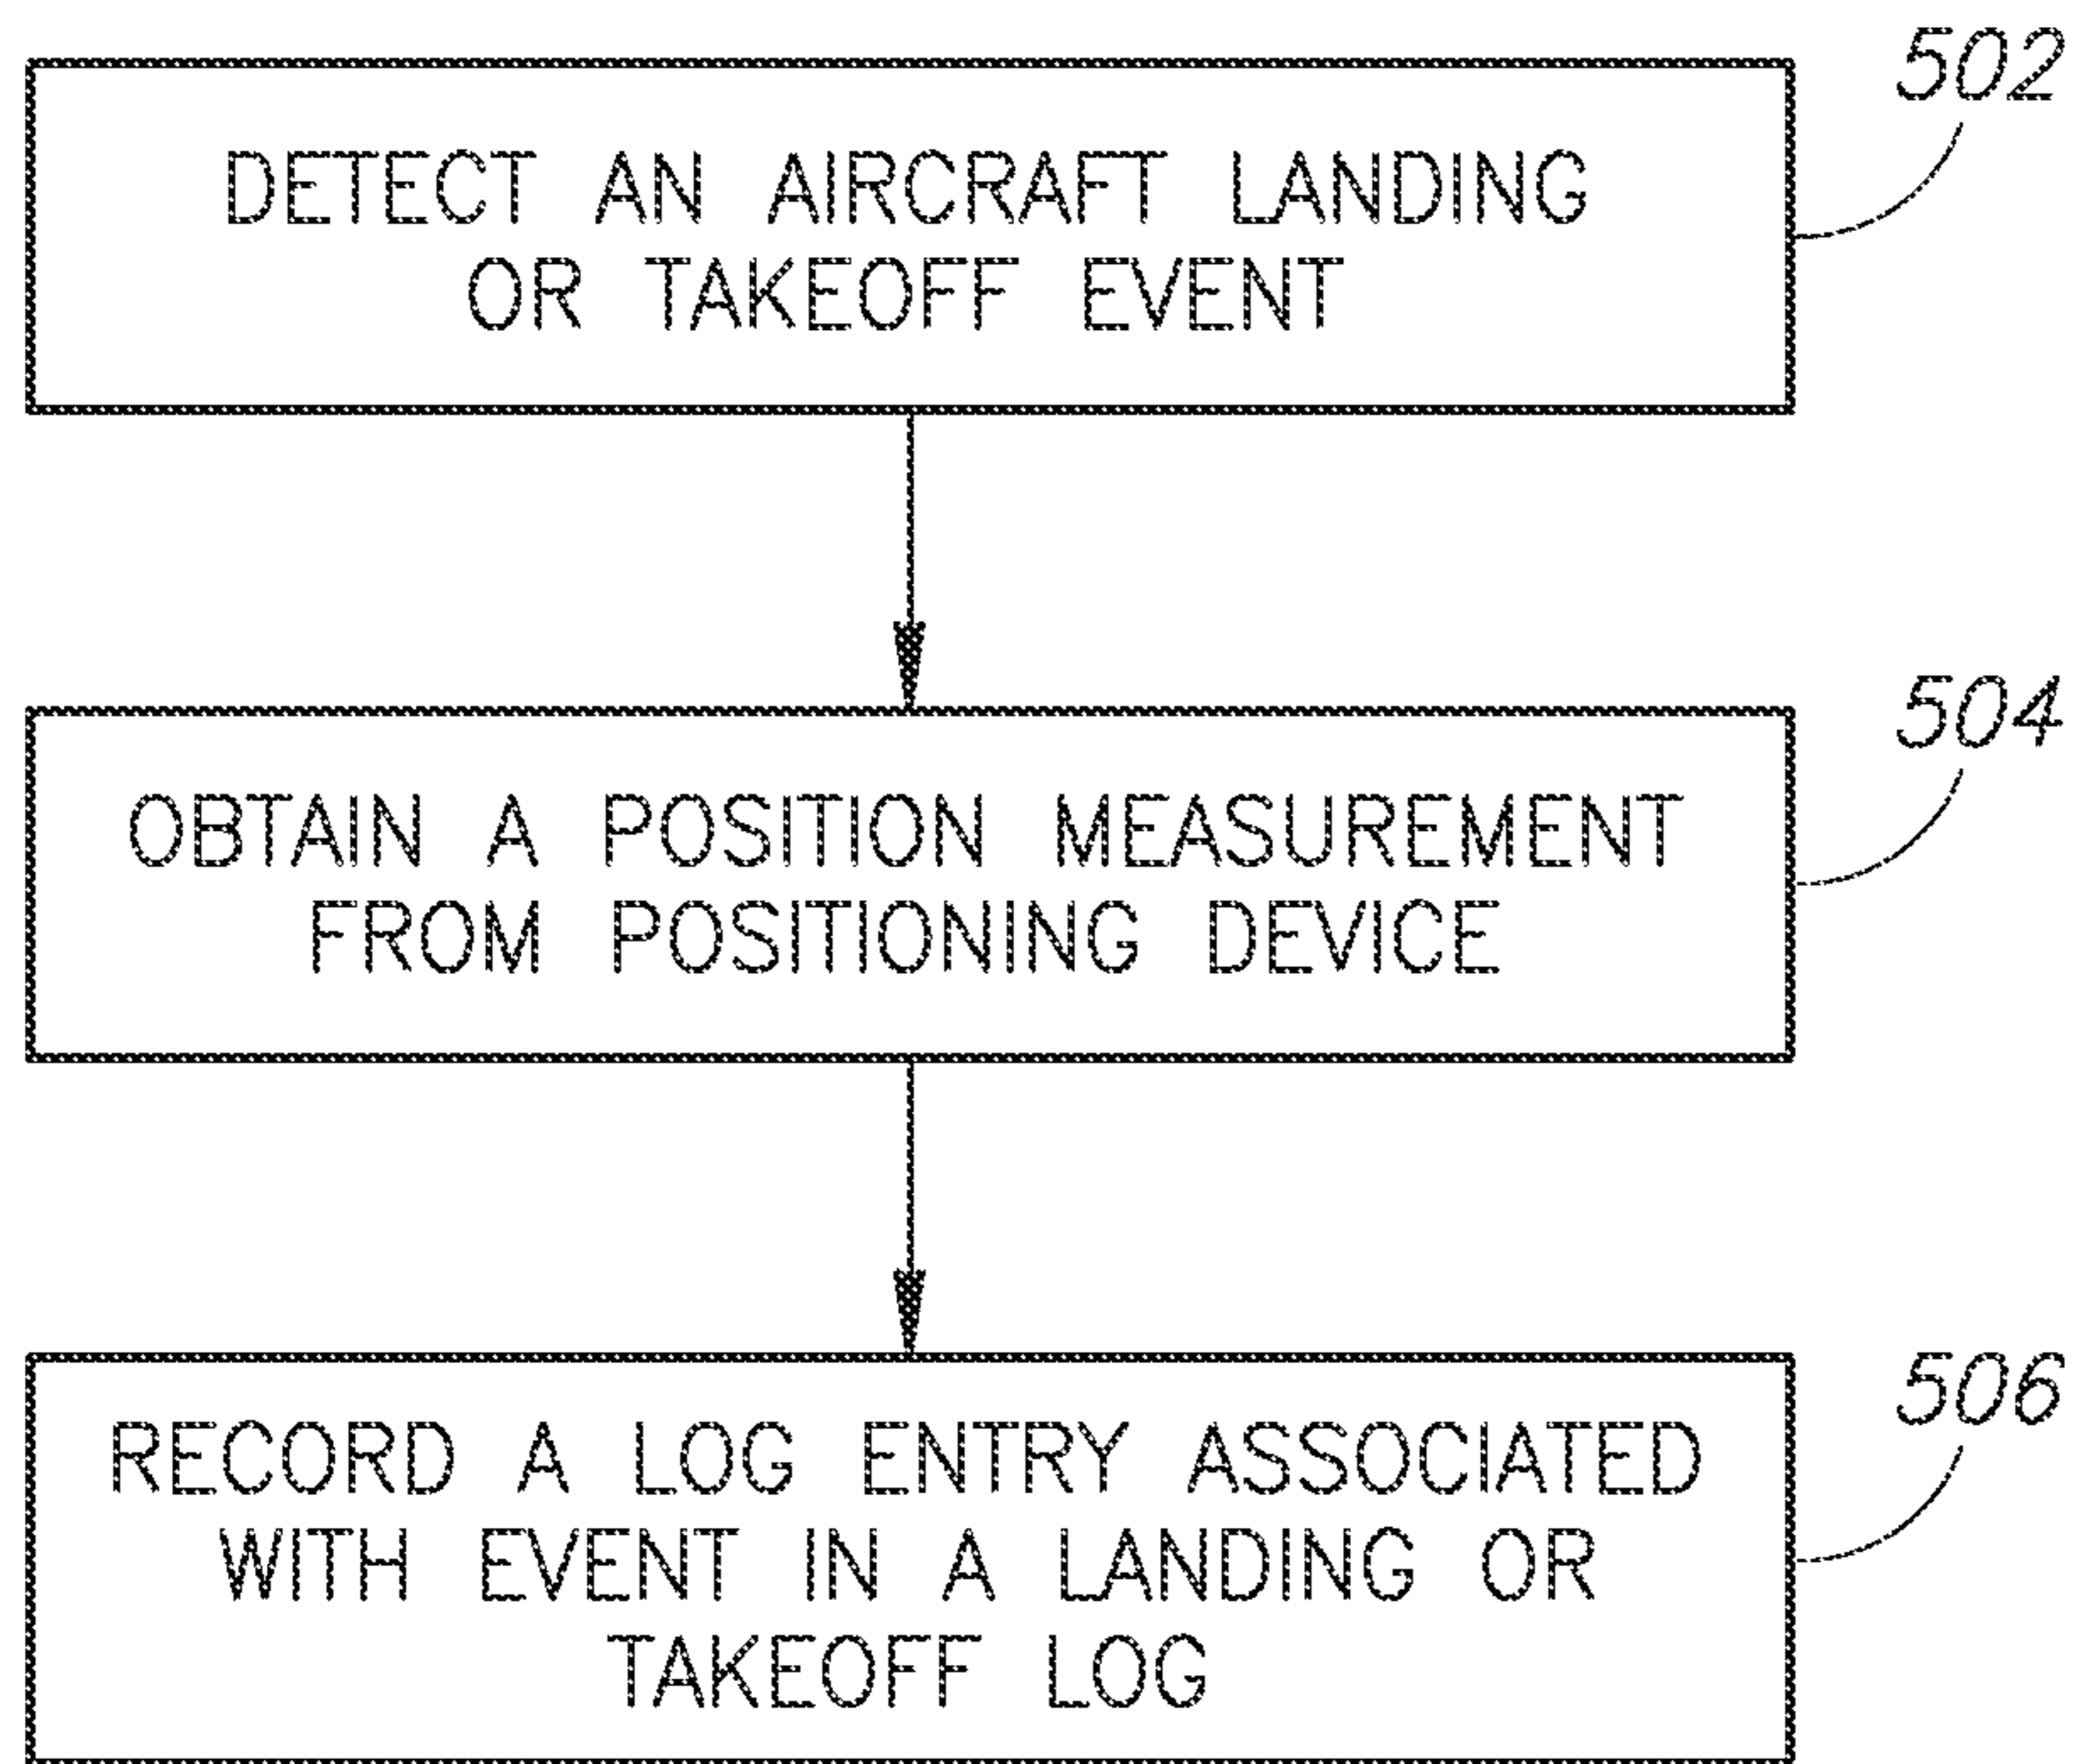 502
DETECT AN AIRCRAFT LANDING
OR TAKEOFF EVENT
504
OBTAIN A POSITION MEASUREMENT
FROM POSITIONING DEVICE
506
RECORD A LOG ENTRY ASSOCIATED
WITH EVENT IN A LANDING OR
TAKEOFF LOG